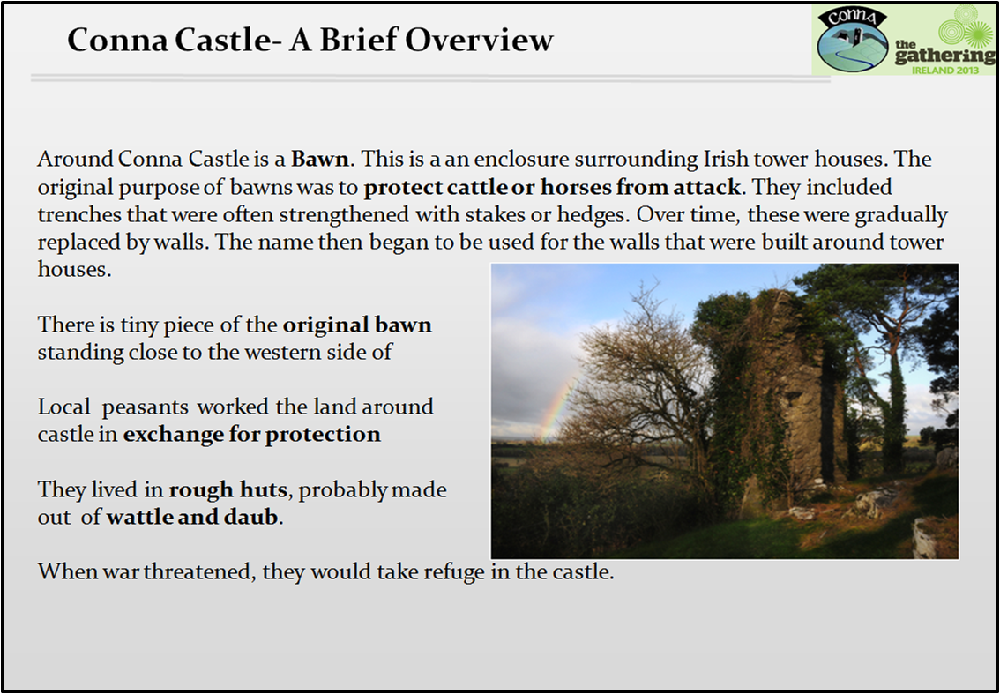 Conna Castle- A Brief Overview
conna
the
gathering
IRELAND 2013
Around Conna Castle is a Bawn. This is a an enclosure surrounding Irish tower houses. The
original purpose of bawns was to protect cattle or horses from attack. They included
trenches that were often strengthened with stakes or hedges. Over time, these were gradually
replaced by walls. The name then began to be used for the walls that were built around tower
houses.
There is tiny piece of the original bawn
standing close to the western side of
Local peasants worked the land around
castle in exchange for protection
They lived in rough huts, probably made
out of wattle and daub.
When war threatened, they would take refuge in the castle.